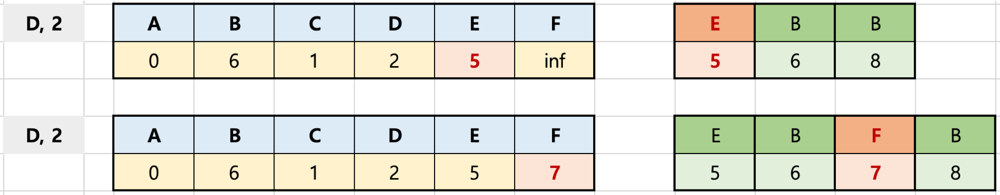 D, 2 A B C D E F E B B
0 6 1 2 5 inf 5 6 8
D, 2 A B C D E F E B F B
0 6 1 2 5 7 5 6 7 8